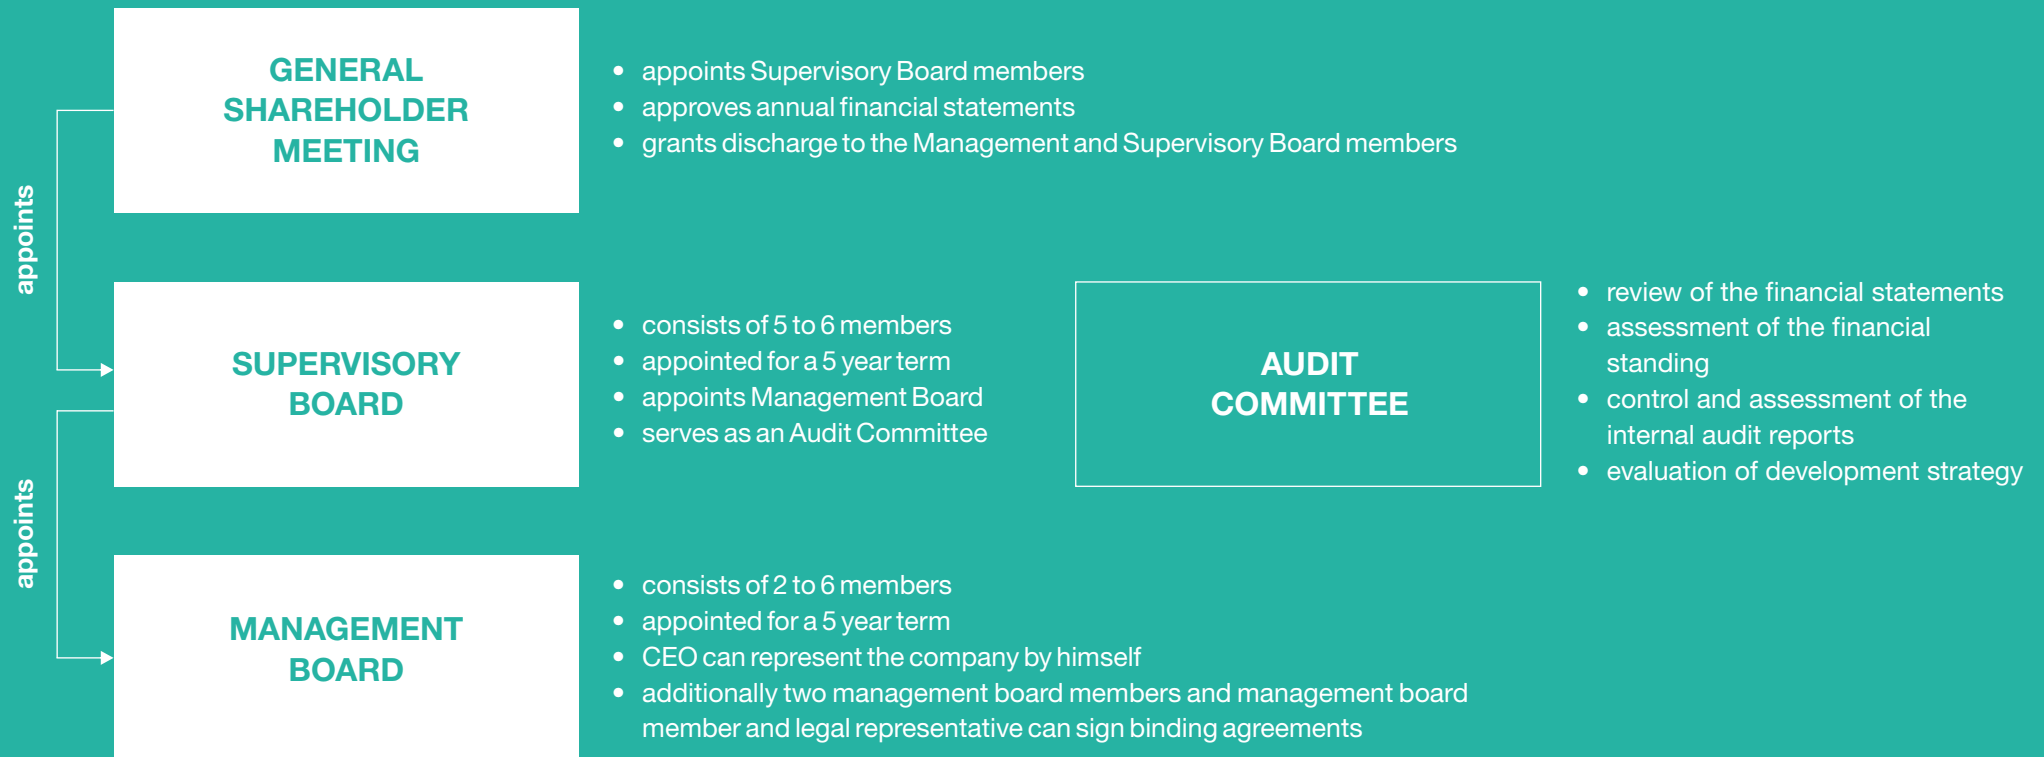 GENERAL
SHAREHOLDER
MEETING
• appoints Supervisory Board members
• approves annual financial statements
• grants discharge to the Management and Supervisory Board members
appoints
SUPERVISORY
BOARD
• consists of 5 to 6 members
• appointed for a 5 year term
• appoints Management Board
• serves as an Audit Committee
AUDIT
COMMITTEE
• review of the financial statements
• assessment of the financial
standing
• control and assessment of the
internal audit reports
• evaluation of development strategy
appoints
MANAGEMENT
BOARD
• consists of 2 to 6 members
• appointed for a 5 year term
• CEO can represent the company by himself
• additionally two management board members and management board
member and legal representative can sign binding agreements